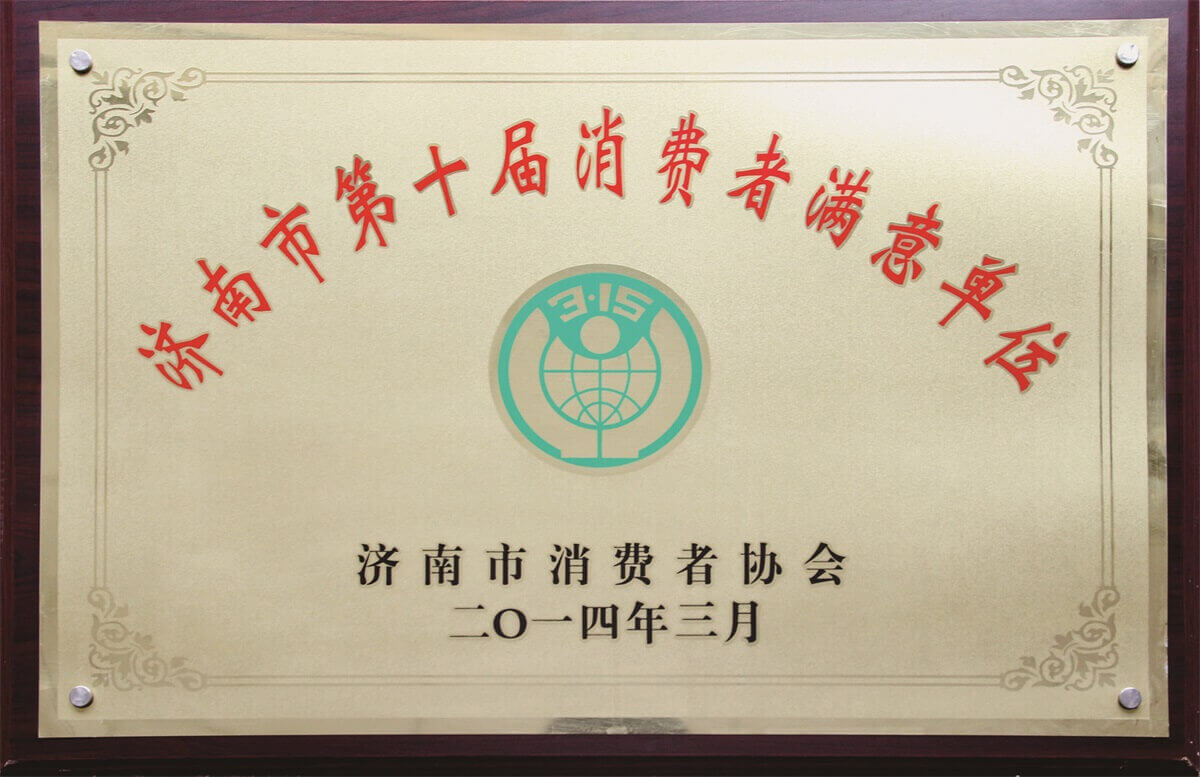 济南市第十届消费者满意单位
3·15
济南市消费者协会
二〇一四年三月